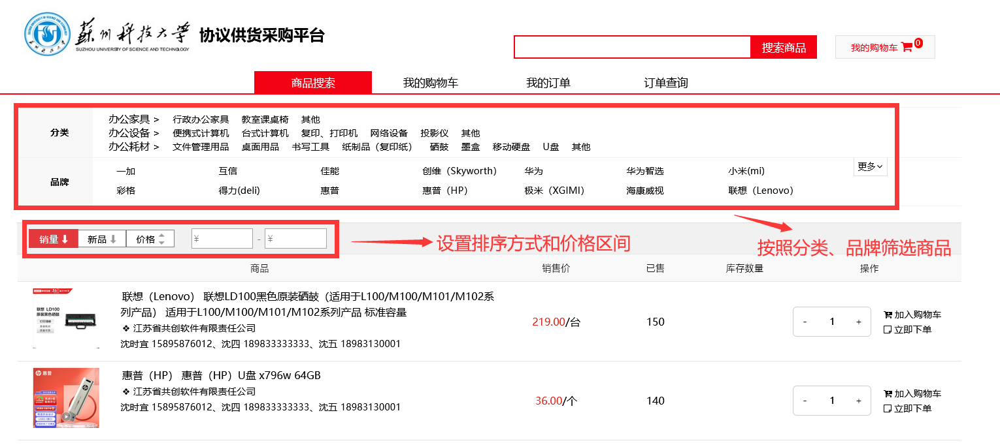 蘇州科技大学 协议供货采购平台
SUZHOU UNIVERSITY OF SCIENCE AND TECHNOLOGY
搜索商品
我的购物车 0
商品搜索 我的购物车 我的订单 订单查询
分类
办公家具 > 行政办公家具 教室课桌椅 其他
办公设备 > 便携式计算机 台式计算机 复印、打印机 网络设备 投影仪 其他
办公耗材 > 文件管理用品 桌面用品 书写工具 纸制品（复印纸） 硒鼓 墨盒 移动硬盘 U盘 其他
品牌
一加 互信 佳能 创维（Skyworth） 华为 华为智选 小米(mi)
更多
彩格 得力(deli) 惠普 惠普（HP） 极米（XGIMI） 海康威视 联想（Lenovo）
销量 新品 价格 ¥ - ¥
设置排序方式和价格区间
按照分类、品牌筛选商品
商品 销售价 已售 库存数量 操作
联想 LD100
原装黑色硒鼓
联想（Lenovo） 联想LD100黑色原装硒鼓（适用于L100/M100/M101/M102系
列产品） 适用于L100/M100/M101/M102系列产品 标准容量
❖ 江苏省共创软件有限责任公司
沈时宜 15895876012、沈四 189833333333、沈五 18983130001
219.00/台 150 - 1 + 加入购物车
立即下单
惠普
惠普（HP） 惠普（HP）U盘 x796w 64GB
❖ 江苏省共创软件有限责任公司
沈时宜 15895876012、沈四 189833333333、沈五 18983130001
36.00/个 140 - 1 + 加入购物车
立即下单